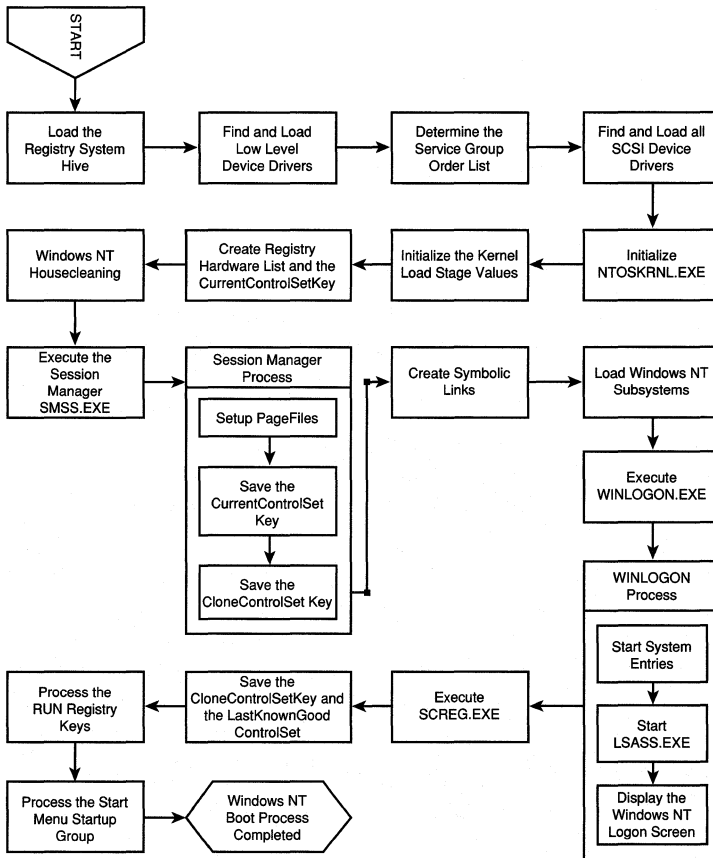 START
Load the
Registry System
Hive
Find and Load
Low Level
Device Drivers
Determine the
Service Group
Order List
Find and Load all
SCSI Device
Drivers
Initialize
NTOSKRNL.EXE
Initialize the Kernel
Load Stage Values
Create Registry
Hardware List and the
CurrentControlSetKey
Windows NT
Housecleaning
Execute the
Session
Manager
SMSS.EXE
Session Manager
Process
Setup PageFiles
Save the
CurrentControlSet
Key
Save the
CloneControlSet Key
Create Symbolic
Links
Load Windows NT
Subsystems
Execute
WINLOGON.EXE
WINLOGON
Process
Start System
Entries
Start
LSASS.EXE
Display the
Windows NT
Logon Screen
Execute
SCREG.EXE
Save the
CloneControlSetKey and
the LastKnownGood
ControlSet
Process the
RUN Registry
Keys
Process the Start
Menu Startup
Group
Windows NT
Boot Process
Completed